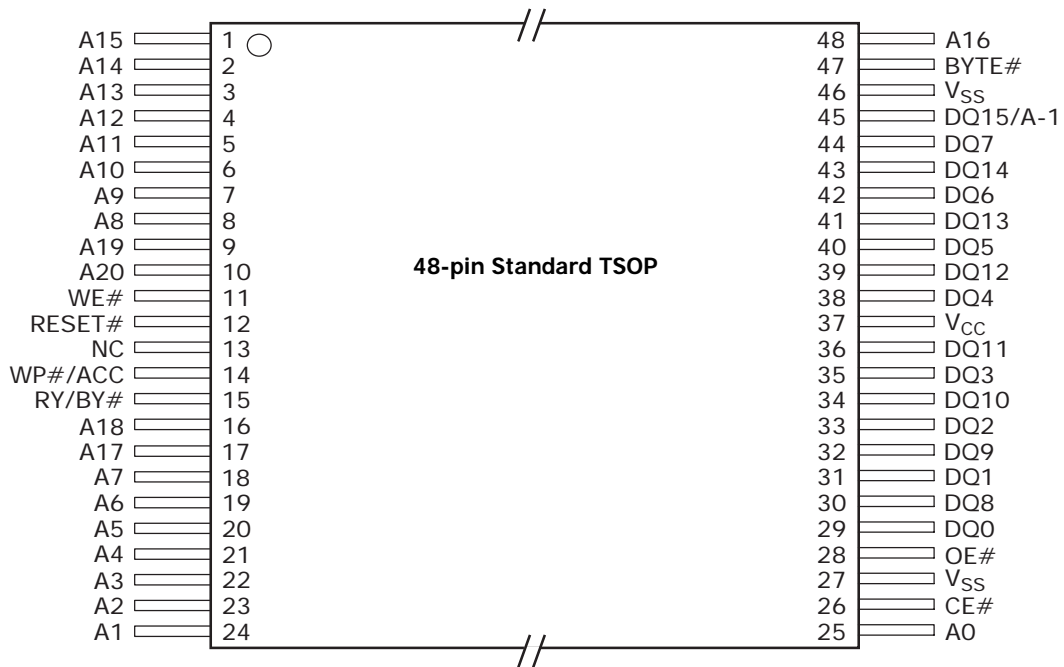 A15 1 48 A16
A14 2 47 BYTE#
A13 3 46 VSS
A12 4 45 DQ15/A-1
A11 5 44 DQ7
A10 6 43 DQ14
A9 7 42 DQ6
A8 8 41 DQ13
A19 9 40 DQ5
48-pin Standard TSOP
A20 10 39 DQ12
WE# 11 38 DQ4
RESET# 12 37 VCC
NC 13 36 DQ11
WP#/ACC 14 35 DQ3
RY/BY# 15 34 DQ10
A18 16 33 DQ2
A17 17 32 DQ9
A7 18 31 DQ1
A6 19 30 DQ8
A5 20 29 DQ0
A4 21 28 OE#
A3 22 27 VSS
A2 23 26 CE#
A1 24 25 A0